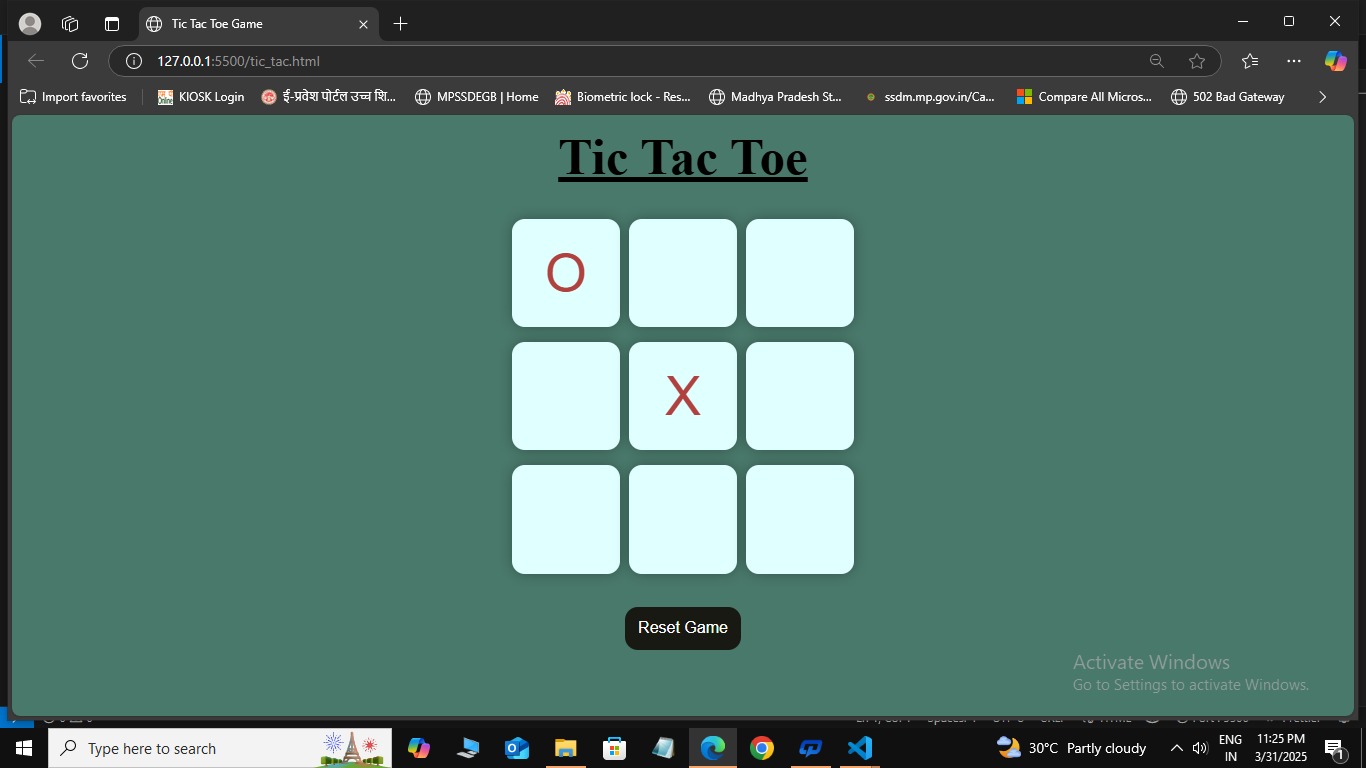 Tic Tac Toe Game
127.0.0.1:5500/tic_tac.html
Import favorites
KIOSK Login
ई-प्रवेश पोर्टल उच्च शि...
MPSSDEGB | Home
Biometric lock - Res...
Madhya Pradesh St...
ssdm.mp.gov.in/Ca...
Compare All Micros...
502 Bad Gateway
Tic Tac Toe
O
X
Reset Game
Activate Windows
Go to Settings to activate Windows.
Type here to search
30°C Partly cloudy
ENG
IN
11:25 PM
3/31/2025
1